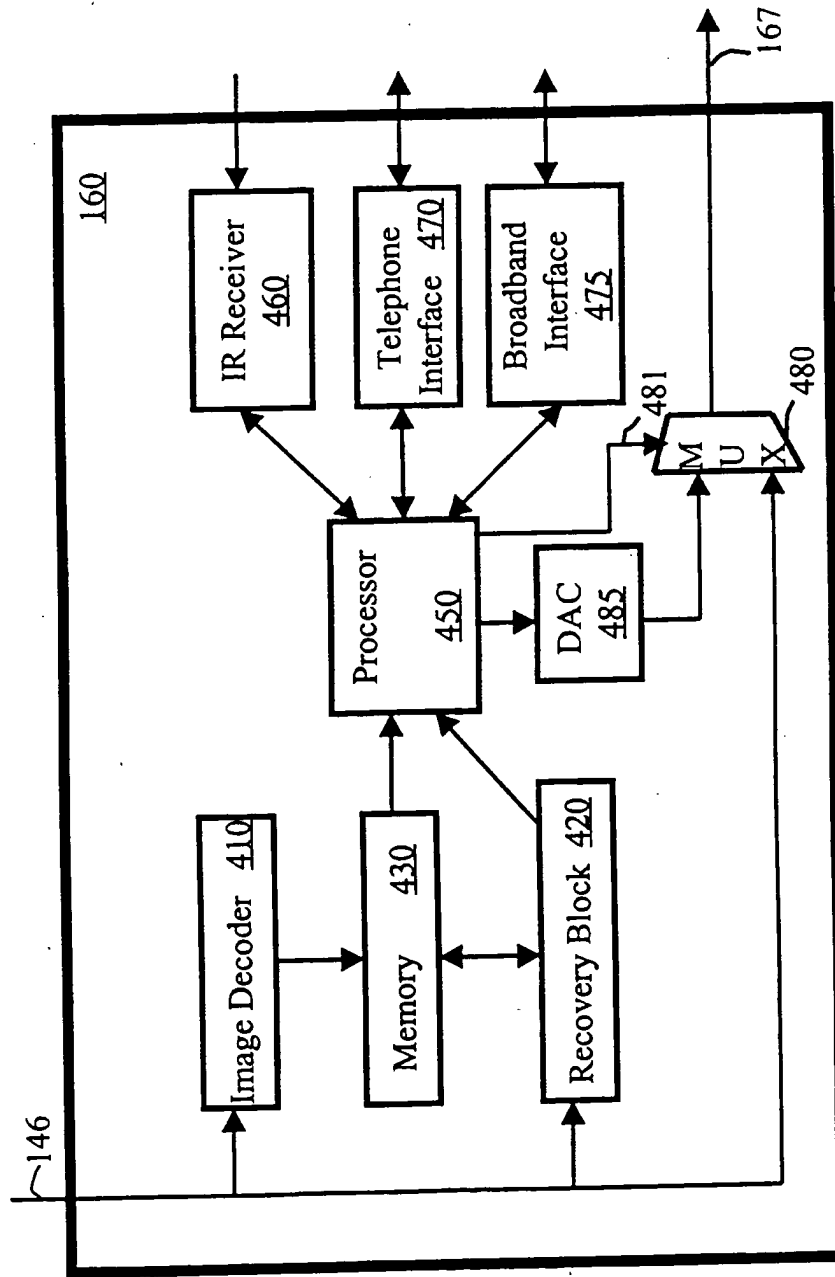 146
160
Image Decoder 410
Memory 430
Recovery Block 420
Processor
450
DAC
485
IR Receiver
460
Telephone
Interface 470
Broadband
Interface
475
481
M
U
X
480
167